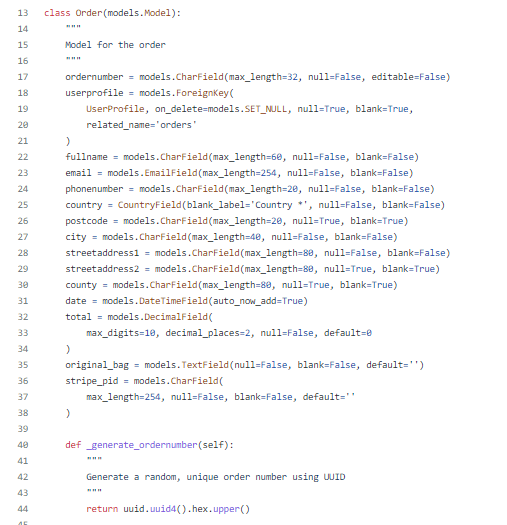 13 class Order(models.Model):
14     """
15     Model for the order
16     """
17     ordernumber = models.CharField(max_length=32, null=False, editable=False)
18     userprofile = models.ForeignKey(
19         UserProfile, on_delete=models.SET_NULL, null=True, blank=True,
20         related_name='orders'
21     )
22     fullname = models.CharField(max_length=60, null=False, blank=False)
23     email = models.EmailField(max_length=254, null=False, blank=False)
24     phonenumber = models.CharField(max_length=20, null=False, blank=False)
25     country = CountryField(blank_label='Country *', null=False, blank=False)
26     postcode = models.CharField(max_length=20, null=True, blank=True)
27     city = models.CharField(max_length=40, null=False, blank=False)
28     streetaddress1 = models.CharField(max_length=80, null=False, blank=False)
29     streetaddress2 = models.CharField(max_length=80, null=True, blank=True)
30     county = models.CharField(max_length=80, null=True, blank=True)
31     date = models.DateTimeField(auto_now_add=True)
32     total = models.DecimalField(
33         max_digits=10, decimal_places=2, null=False, default=0
34     )
35     original_bag = models.TextField(null=False, blank=False, default='')
36     stripe_pid = models.CharField(
37         max_length=254, null=False, blank=False, default=''
38     )
39
40     def _generate_ordernumber(self):
41         """
42         Generate a random, unique order number using UUID
43         """
44         return uuid.uuid4().hex.upper()
45